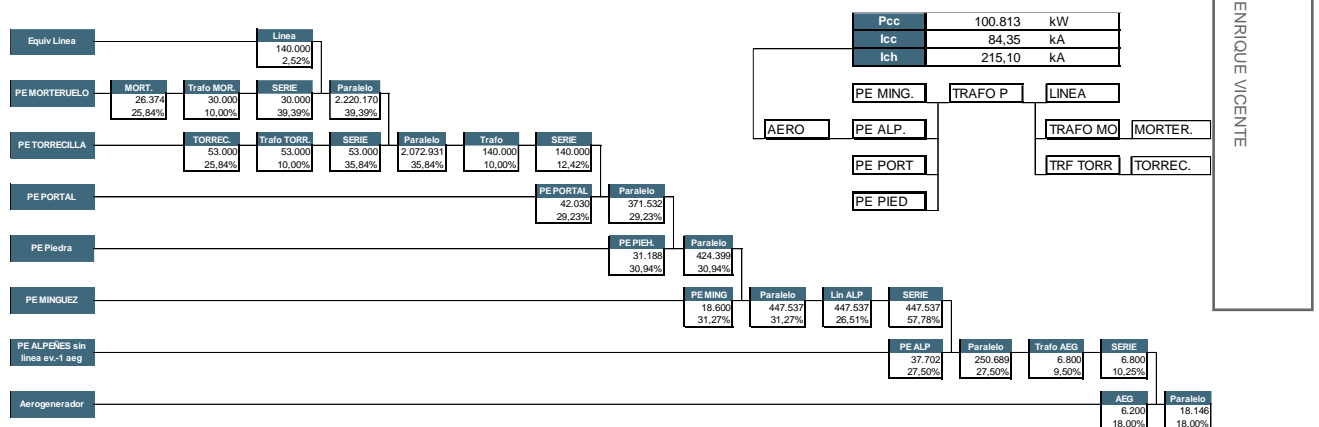 Pcc 100.813 kW
Icc 84,35 kA
Ich 215,10 kA
ENRIQUE VICENTE
Equiv Linea Linea
140.000
2,52%
PE MORTERUELO MORT. Trafo MOR. SERIE Paralelo
26.374 30.000 30.000 2.220.170
25,84% 10,00% 39,39% 39,39%
PE MING. TRAFO P LINEA
AERO PE ALP. TRAFO MO MORTER.
PE PORT TRF TORR TORREC.
PE PIED
PE TORRECILLA TORREC. Trafo TORR. SERIE Paralelo Trafo SERIE
53.000 53.000 53.000 2.072.931 140.000 140.000
25,84% 10,00% 35,84% 35,84% 10,00% 12,42%
PE PORTAL PE PORTAL Paralelo
42.030 371.532
29,23% 29,23%
PE Piedra PE PIEH. Paralelo
31.188 424.399
30,94% 30,94%
PE MINGUEZ PE MING Paralelo Lin ALP SERIE
18.600 447.537 447.537 447.537
31,27% 31,27% 26,51% 57,78%
PE ALPEÑES sin
linea ev.-1 aeg
PE ALP Paralelo Trafo AEG SERIE
37.702 250.689 6.800 6.800
27,50% 27,50% 9,50% 10,25%
Aerogenerador AEG Paralelo
6.200 18.146
18,00% 18,00%